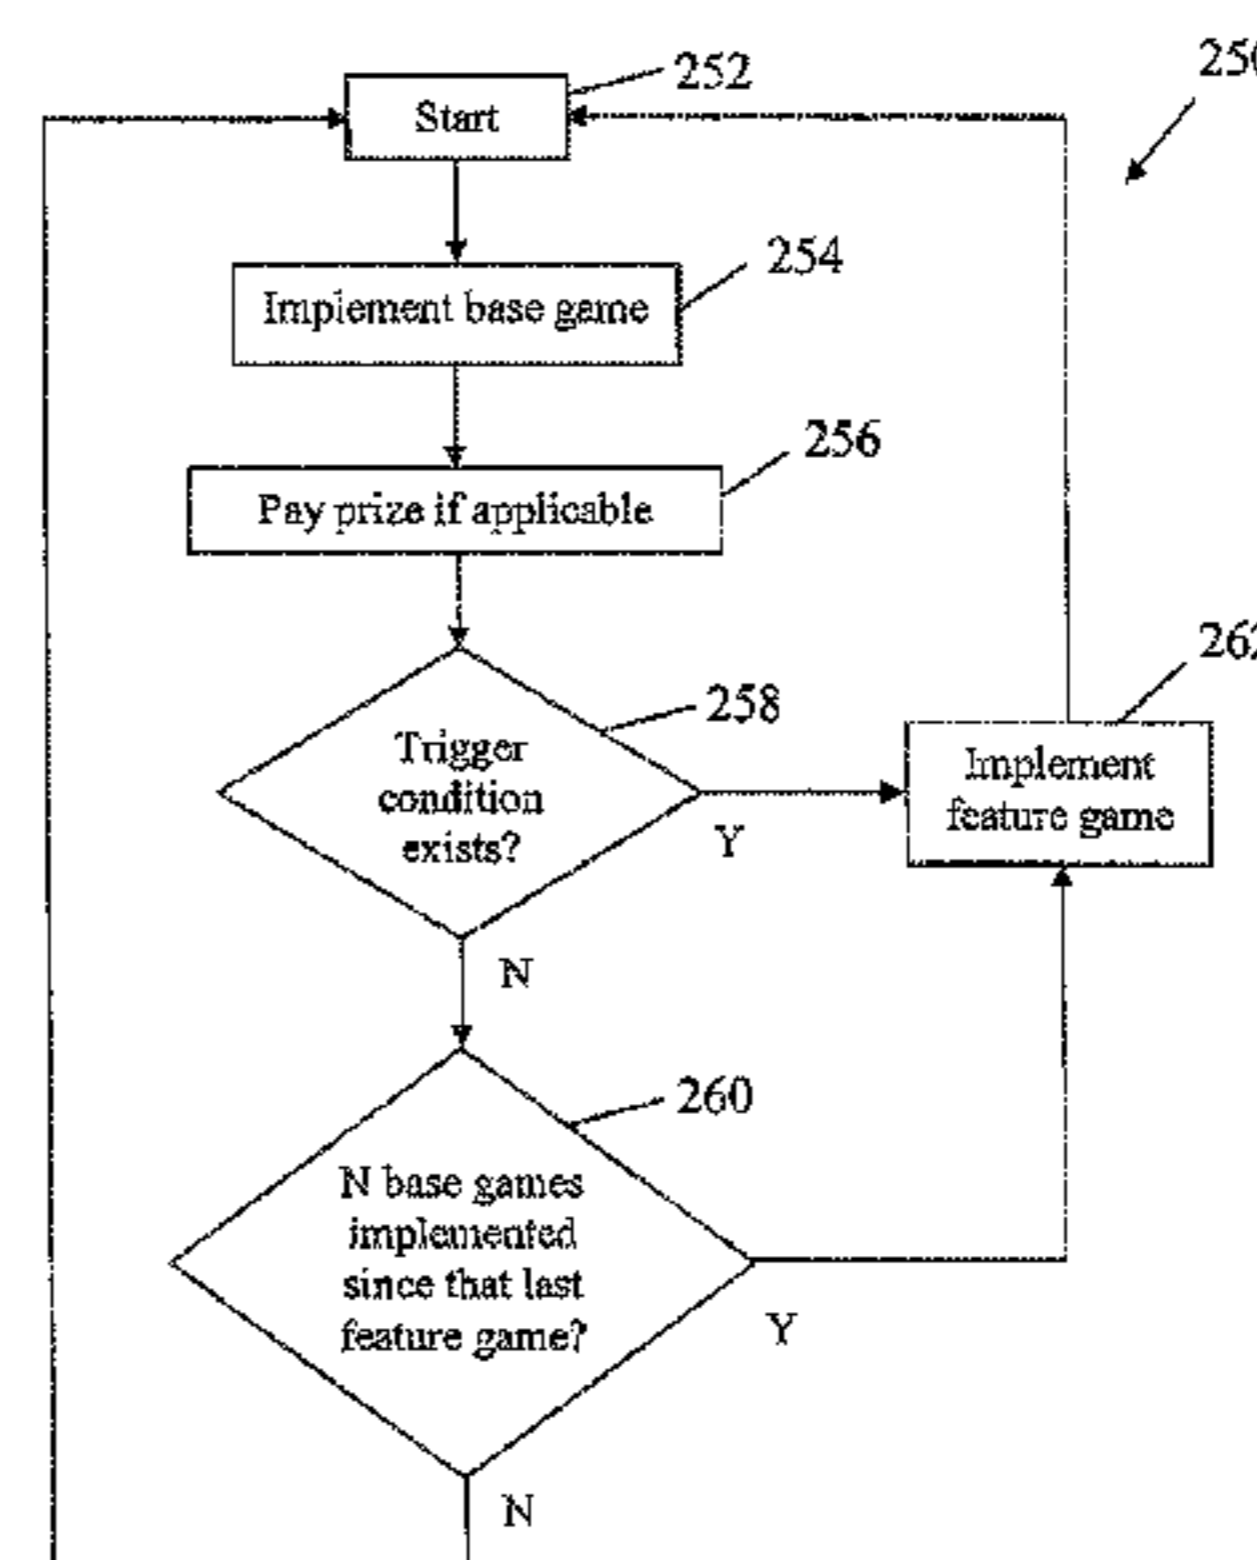 252
250
Start
254
Implement base game
256
Pay prize if applicable
258
262
Trigger
condition
exists?
Implement
feature game
Y
N
260
N base games
implemented
since that last
feature game?
Y
N